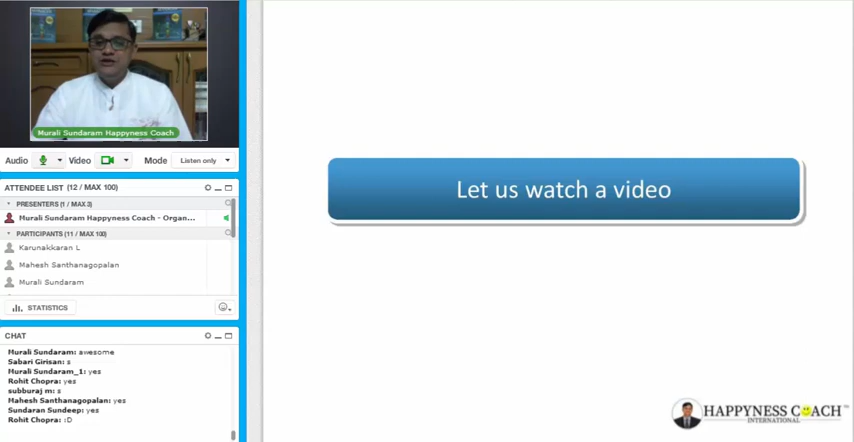 Murali Sundaram Happyness Coach
Audio Video Mode Listen only
ATTENDEE LIST (12 / MAX 100)
PRESENTERS (1 / MAX 3)
Murali Sundaram Happyness Coach - Organ...
PARTICIPANTS (11 / MAX 100)
Karunakkaran L
Mahesh Santhanagopalan
Murali Sundaram
STATISTICS
CHAT
Murali Sundaram: awesome
Sabari Girisan: s
Murali Sundaram_1: yes
Rohit Chopra: yes
subburaj m: s
Mahesh Santhanagopalan: yes
Sundaran Sundeep: yes
Rohit Chopra: :D
Let us watch a video
HAPPYNESS COACH™
INTERNATIONAL